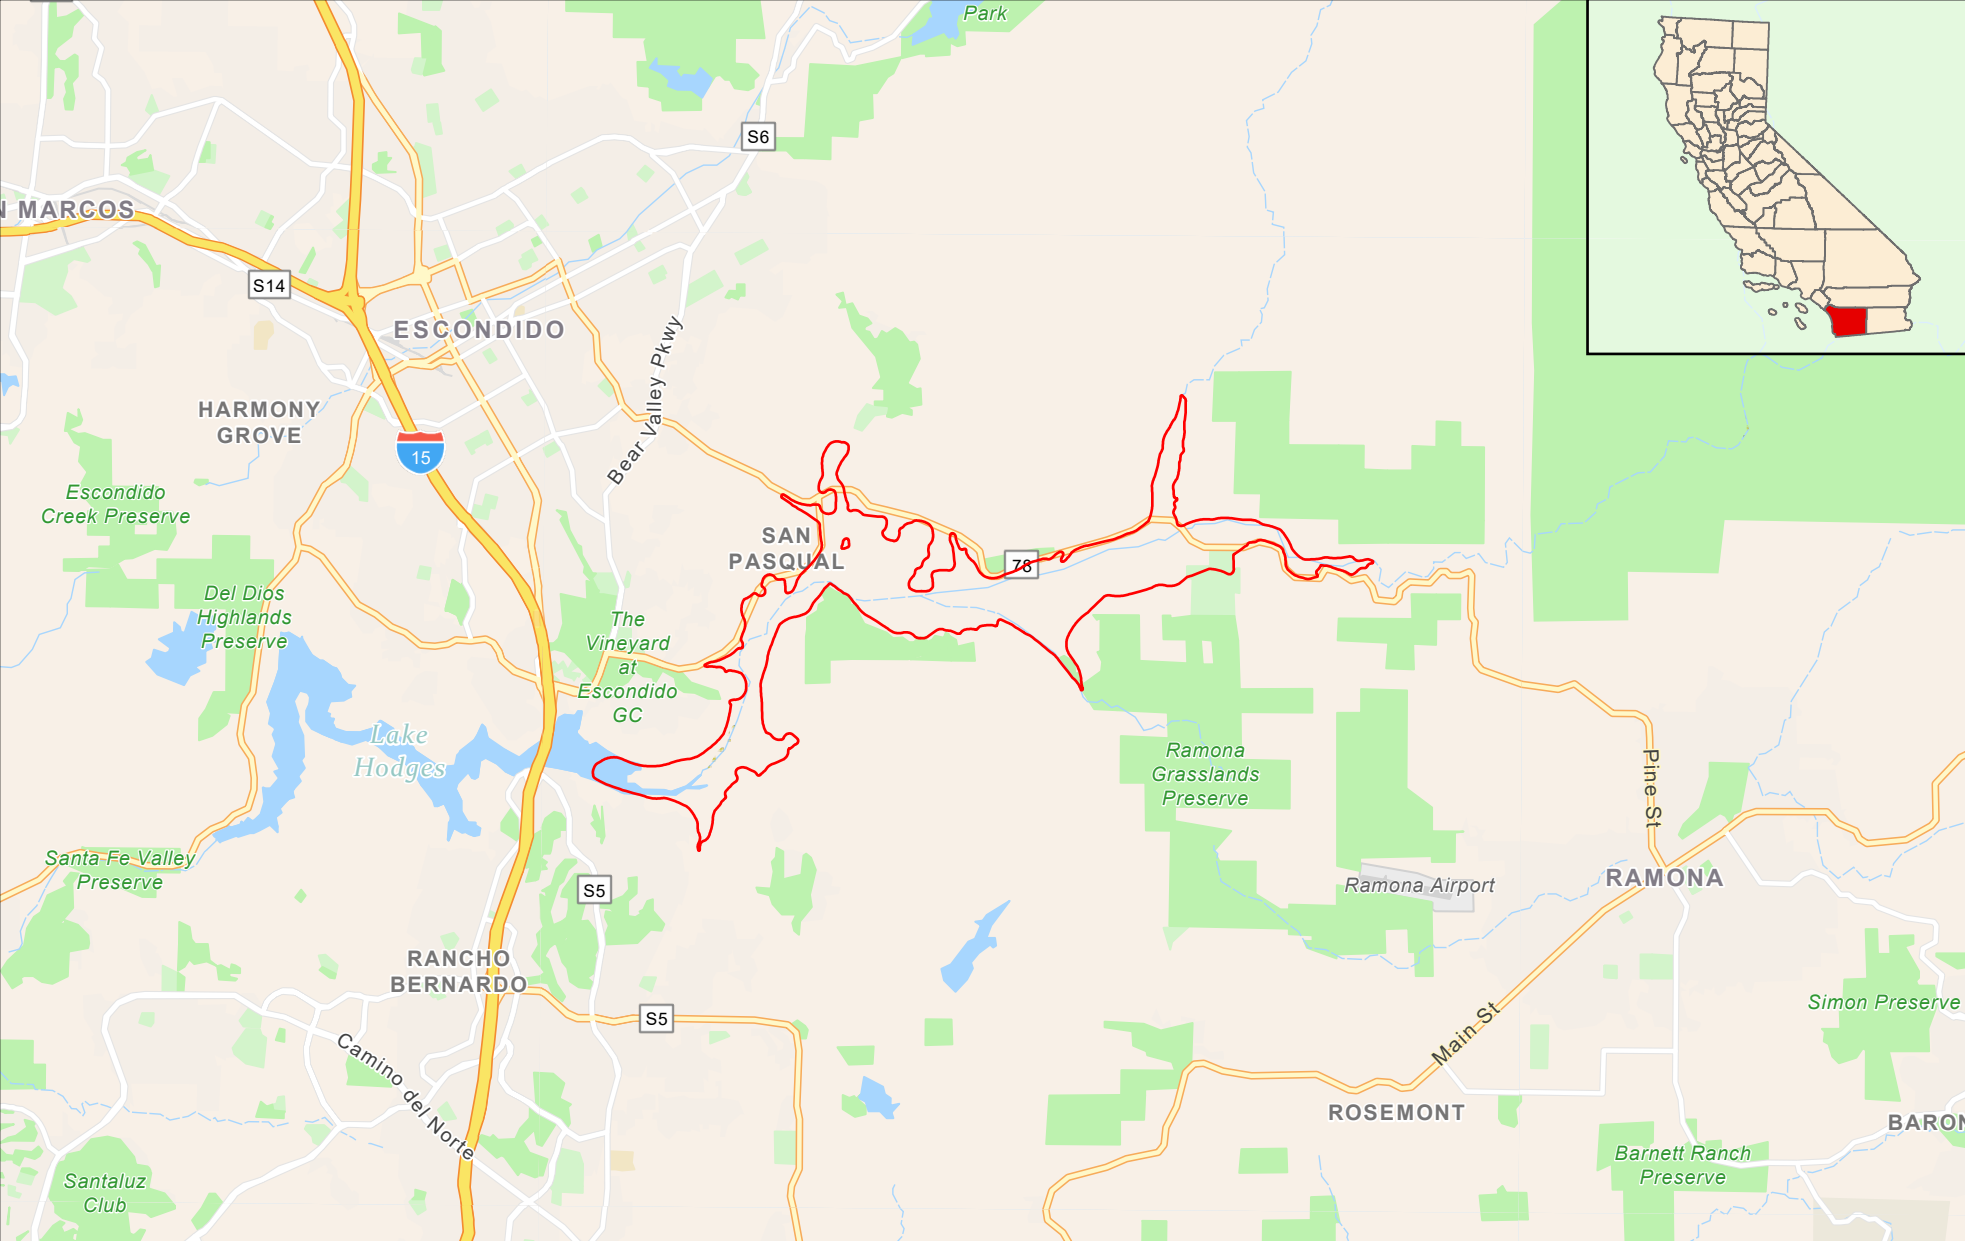 Park
S6
N MARCOS
S14
ESCONDIDO
Bear Valley Pkwy
HARMONY
GROVE
15
Escondido
Creek Preserve
SAN
PASQUAL
78
Del Dios
Highlands
Preserve
The
Vineyard
at
Escondido
GC
Lake
Hodges
Ramona
Grasslands
Preserve
Pine St
Santa Fe Valley
Preserve
S5
Ramona Airport
RAMONA
RANCHO
BERNARDO
S5
Simon Preserve
Main St
Camino del Norte
ROSEMONT
BARON
Santaluz
Club
Barnett Ranch
Preserve